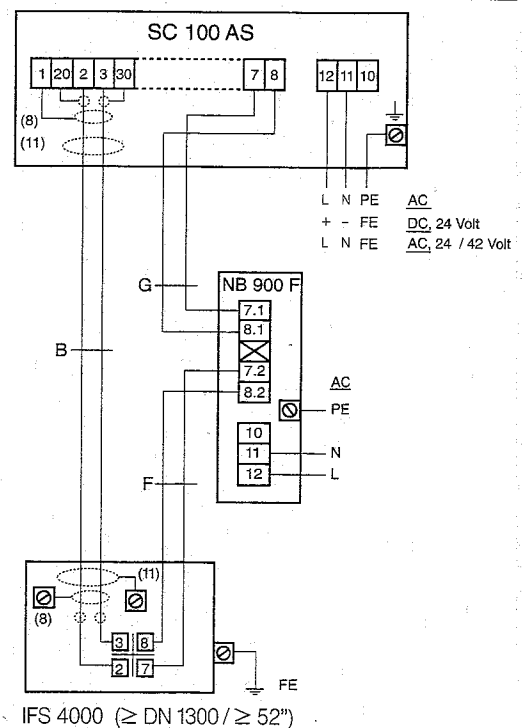 SC 100 AS
1 20 2 3 30 7 8 12 11 10
(8)
(11)
L N PE AC
+ - FE DC, 24 Volt
L N FE AC, 24 / 42 Volt
G
NB 900 F
7.1
8.1
B
7.2
8.2
AC
PE
10
11 N
12 L
F
(11)
(8)
3 8
2 7
FE
IFS 4000 (≥ DN 1300 / ≥ 52")